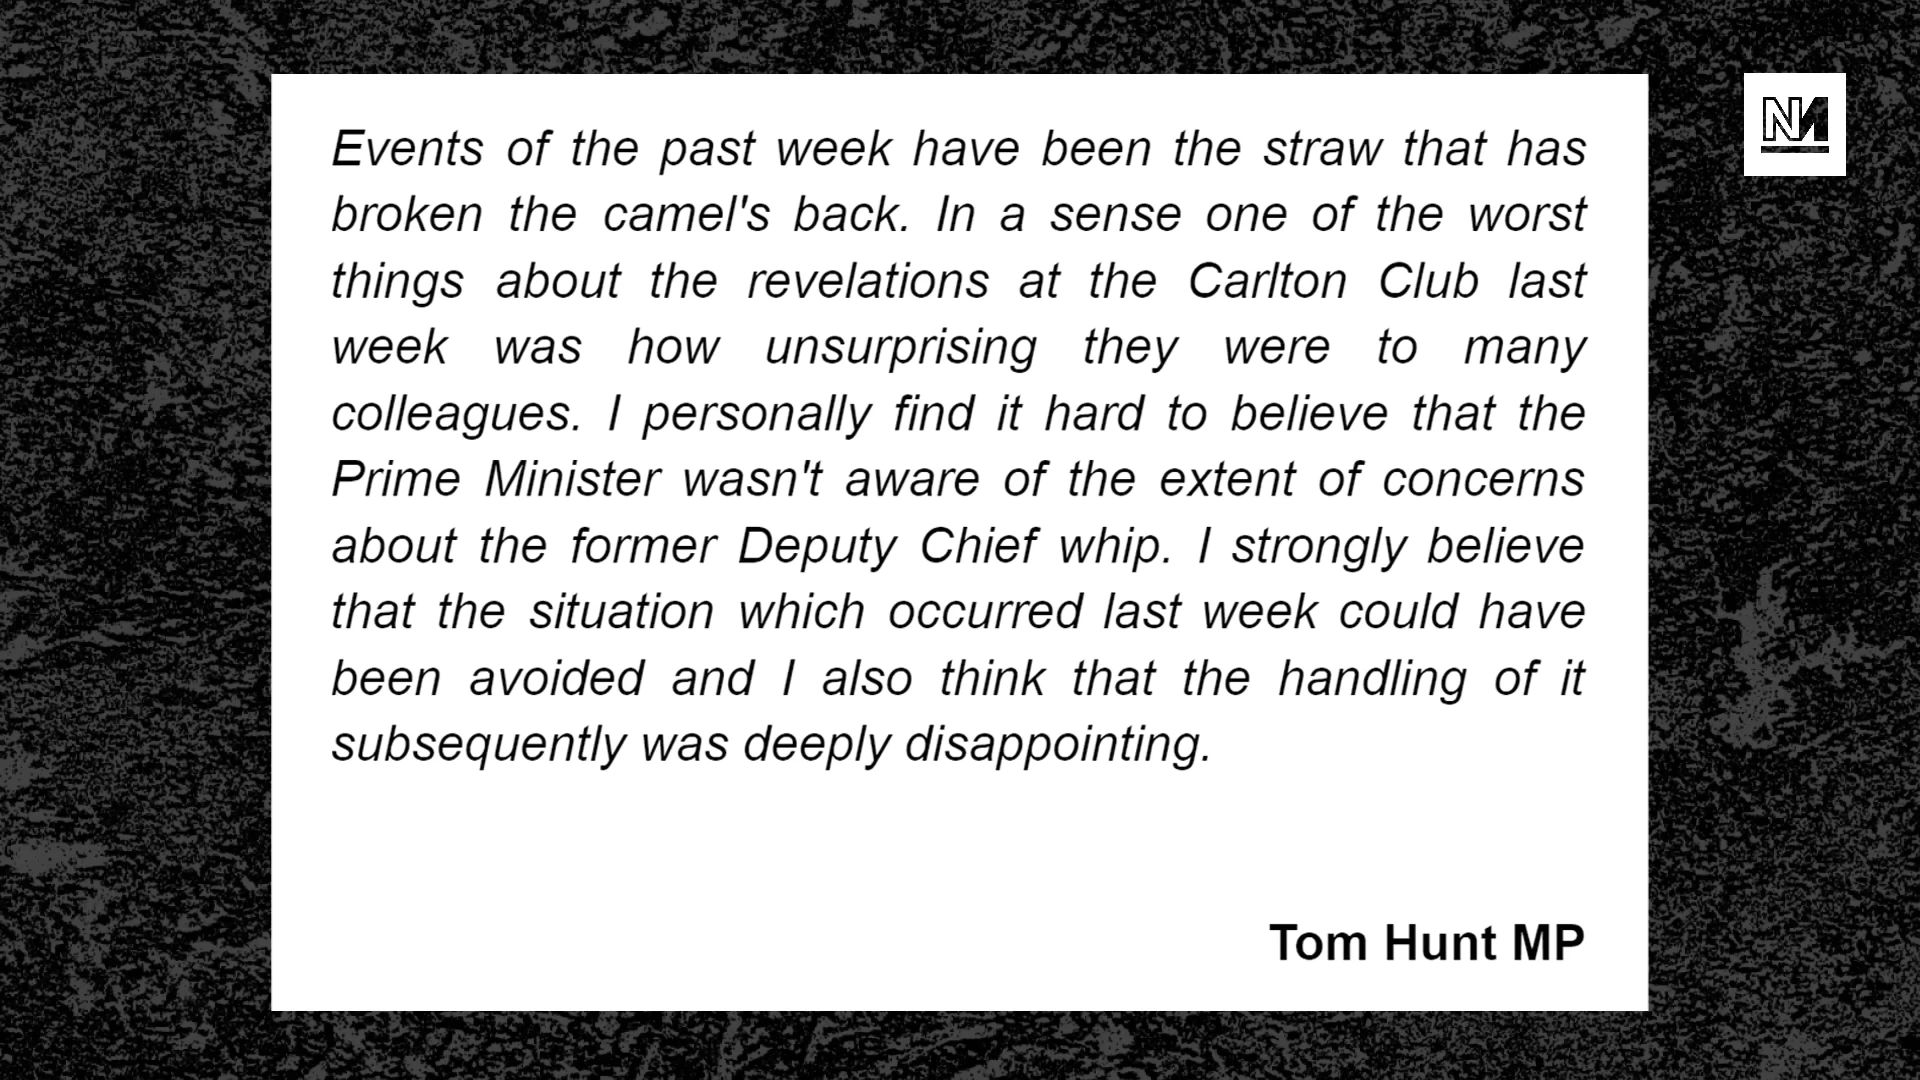 Events of the past week have been the straw that has
broken the camel's back. In a sense one of the worst
things about the revelations at the Carlton Club last
week was how unsurprising they were to many
colleagues. I personally find it hard to believe that the
Prime Minister wasn't aware of the extent of concerns
about the former Deputy Chief whip. I strongly believe
that the situation which occurred last week could have
been avoided and I also think that the handling of it
subsequently was deeply disappointing.
Tom Hunt MP
NM